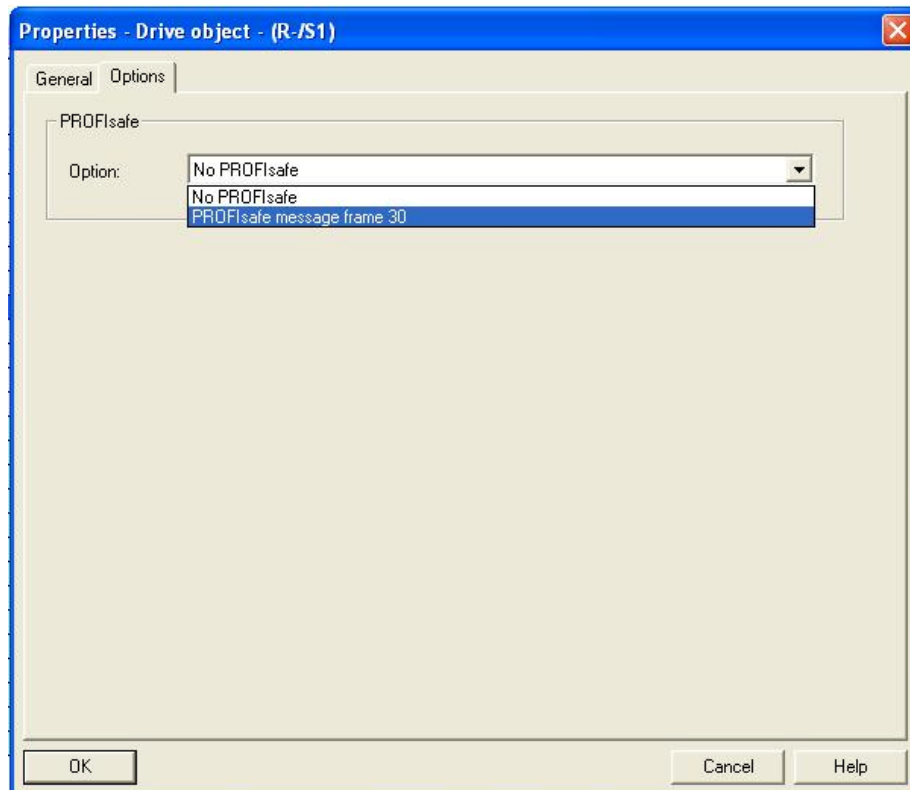 Properties - Drive object - (R-/S1)
General Options
PROFIsafe
Option: No PROFIsafe
No PROFIsafe
PROFIsafe message frame 30
OK Cancel Help